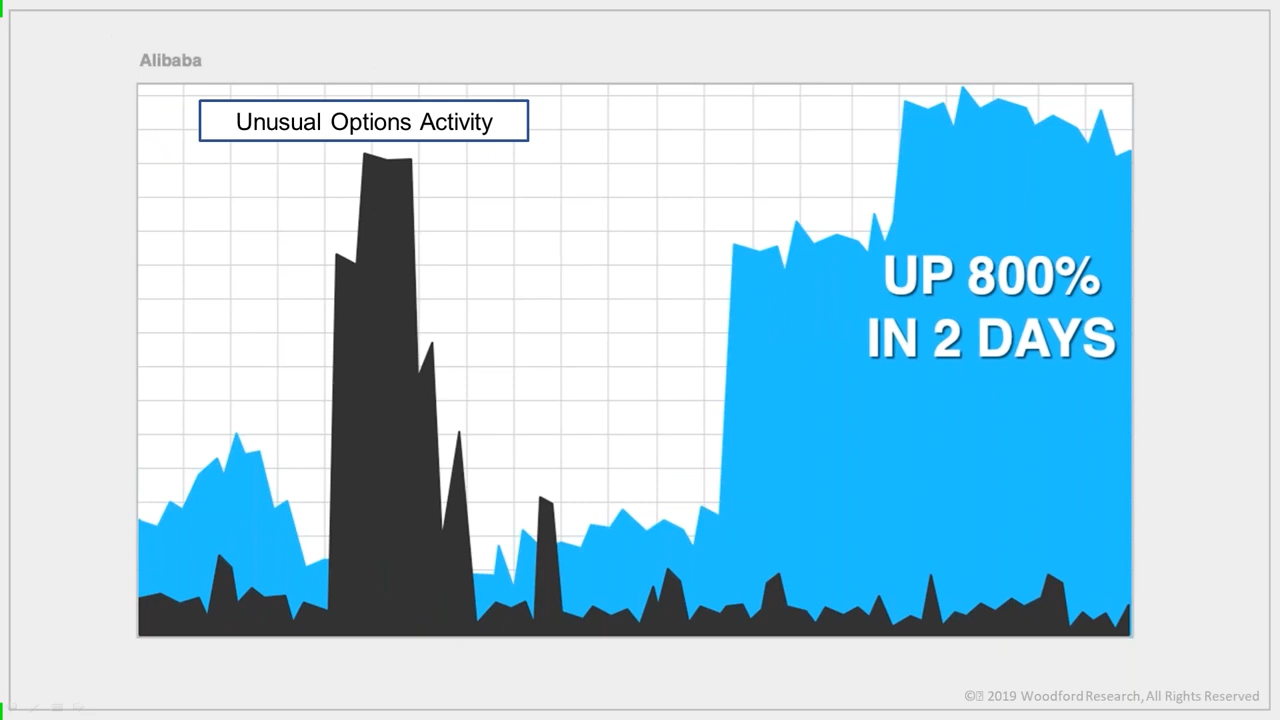 Alibaba
Unusual Options Activity
UP 800%
IN 2 DAYS
© 2019 Woodford Research, All Rights Reserved